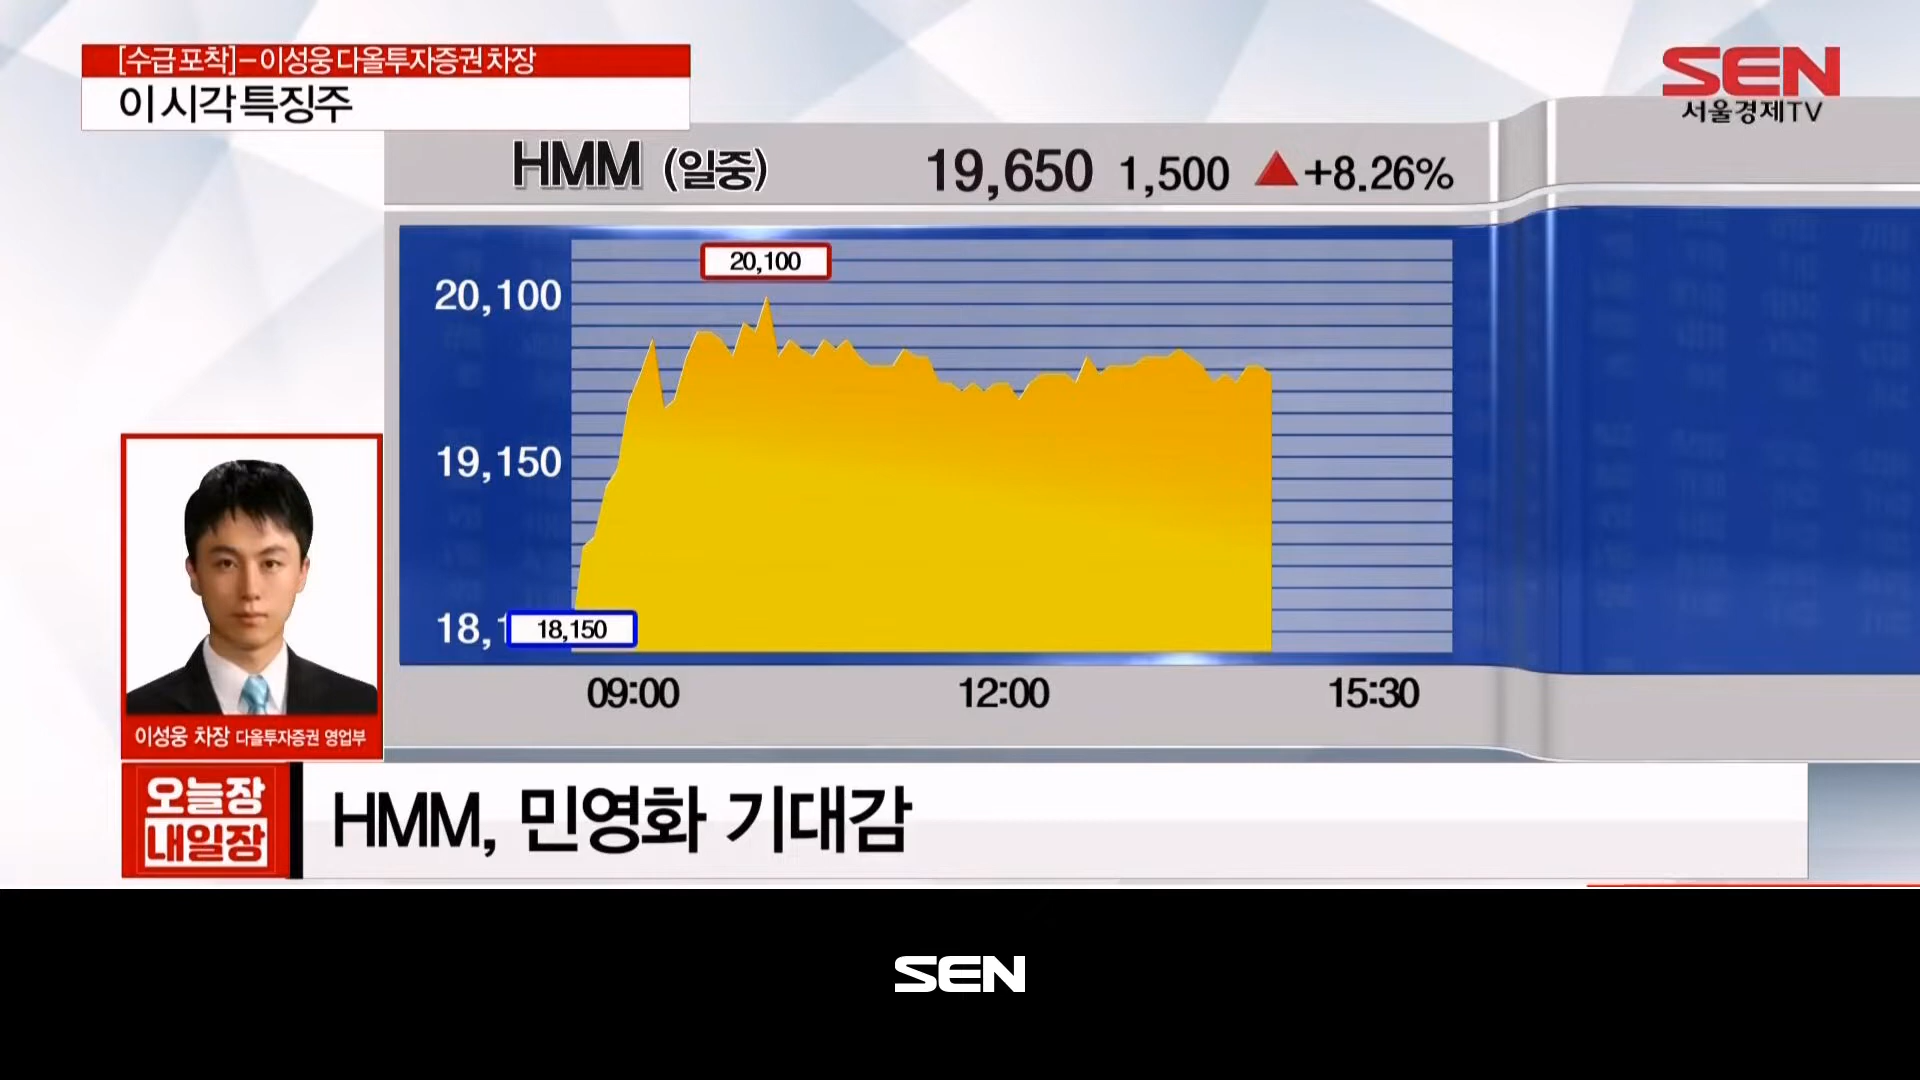 [수급 포착] - 이성웅 다올투자증권 차장
이 시각 특징주
SEN
서울경제TV
HMM (일중) 19,650 1,500 ▲+8.26%
20,100
20,100
19,150
18,1
18,150
09:00 12:00 15:30
이성웅 차장 다올투자증권 영업부
오늘장
내일장
HMM, 민영화 기대감
SEN